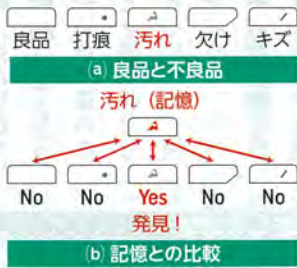 良品 打痕 汚れ 欠け キズ
(a) 良品と不良品
汚れ（記憶）
No No Yes No No
発見！
(b) 記憶との比較